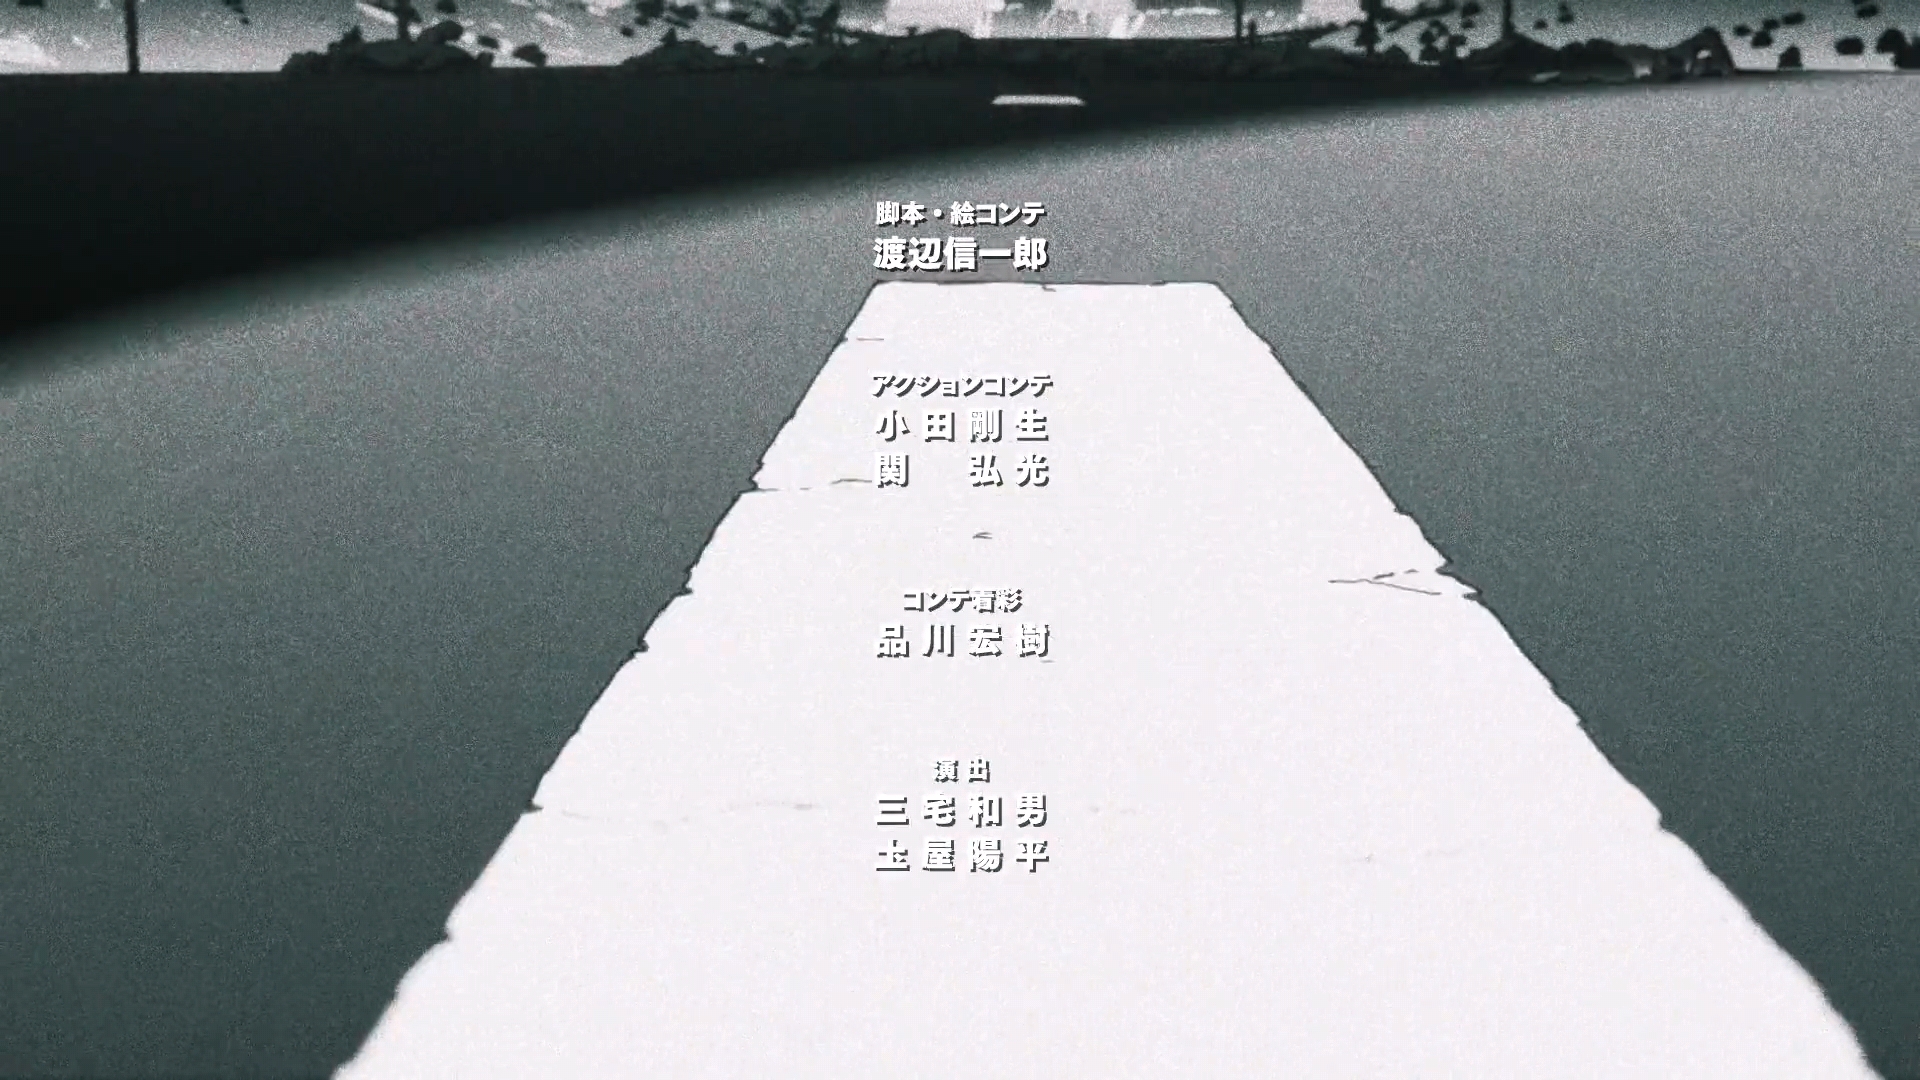 脚本・絵コンテ
渡辺信一郎
アクションコンテ
小田剛生
関 弘光
コンテ着彩
品川宏樹
演出
三宅和男
土屋陽平